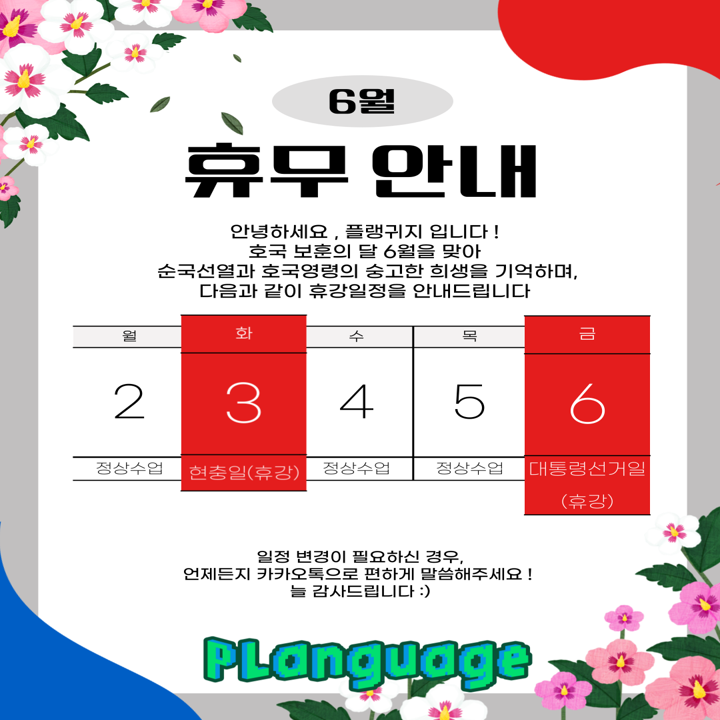 6월
휴무 안내
안녕하세요 , 플랭귀지 입니다 !
호국 보훈의 달 6월을 맞아
순국선열과 호국영령의 숭고한 희생을 기억하며,
다음과 같이 휴강일정을 안내드립니다
월 화 수 목 금
2 3 4 5 6
정상수업 현충일(휴강) 정상수업 정상수업 대통령선거일
(휴강)
일정 변경이 필요하신 경우,
언제든지 카카오톡으로 편하게 말씀해주세요 !
늘 감사드립니다 :)
PLanguage